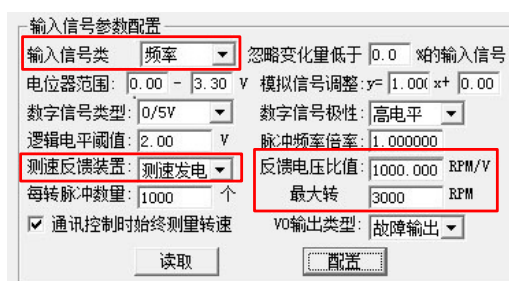 输入信号参数配置
输入信号类 频率 忽略变化量低于 0.0 %的输入信号
电位器范围: 0.00 - 3.30 V 模拟信号调整:y= 1.00( x+ 0.00
数字信号类型: 0/5V 数字信号极性: 高电平
逻辑电平阈值: 2.00 V 脉冲频率倍率: 1.000000
测速反馈装置: 测速发电 反馈电压比值: 1000.000 RPM/V
每转脉冲数量: 1000 个 最大转 3000 RPM
通讯控制时始终测量转速 VO输出类型: 故障输出
读取 配置